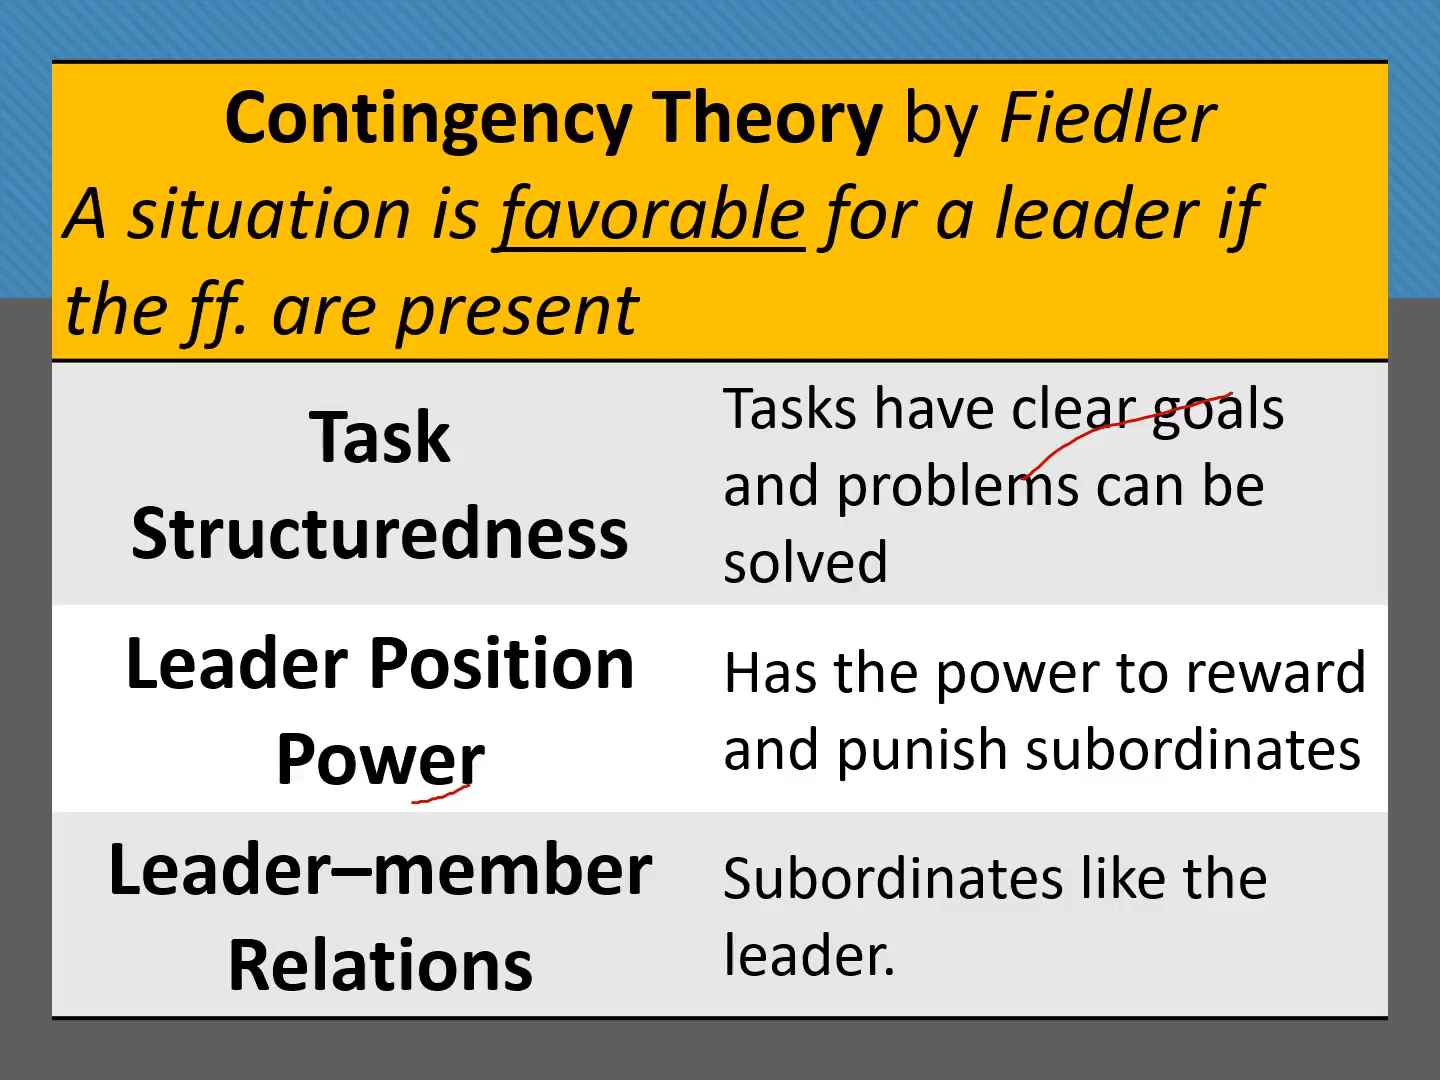 Contingency Theory by Fiedler
A situation is favorable for a leader if
the ff. are present
Task
Structuredness
Tasks have clear goals
and problems can be
solved
Leader Position
Power
Has the power to reward
and punish subordinates
Leader–member
Relations
Subordinates like the
leader.